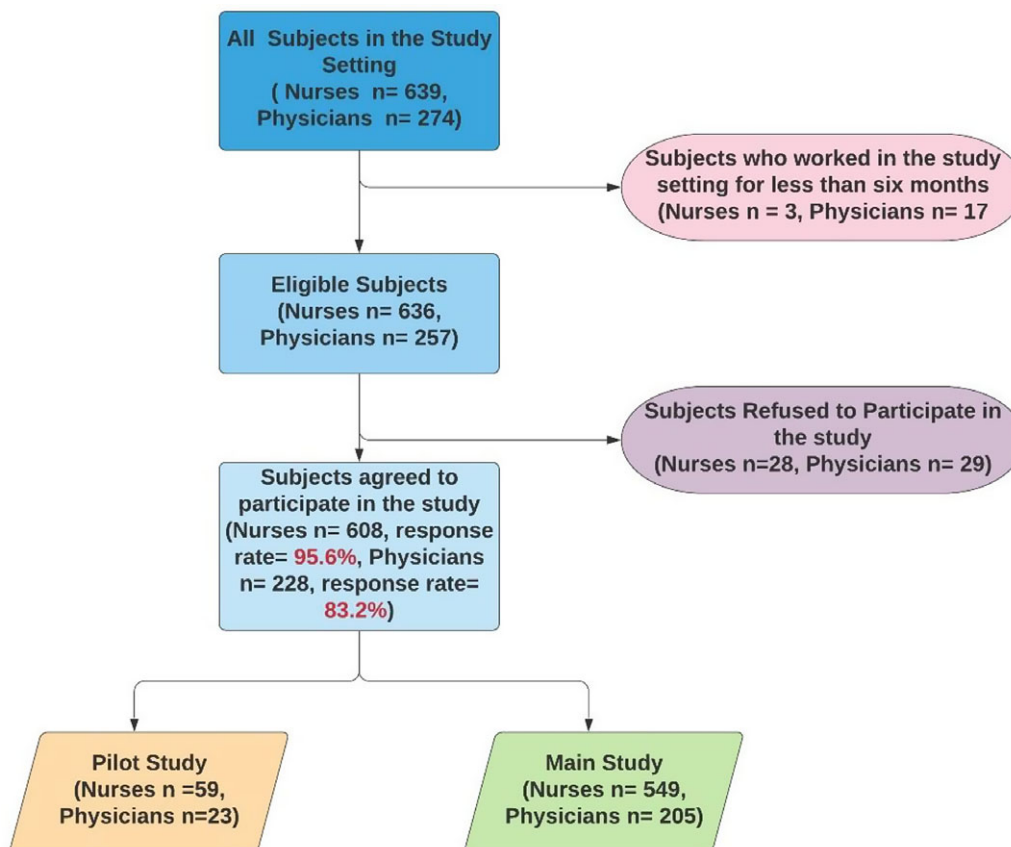 All Subjects in the Study
Setting
( Nurses n= 639,
Physicians n= 274)
Subjects who worked in the study
setting for less than six months
(Nurses n = 3, Physicians n= 17
Eligible Subjects
(Nurses n= 636,
Physicians n= 257)
Subjects Refused to Participate in
the study
(Nurses n=28, Physicians n= 29)
Subjects agreed to
participate in the study
(Nurses n= 608, response
rate= 95.6%, Physicians
n= 228, response rate=
83.2%)
Pilot Study
(Nurses n =59,
Physicians n=23)
Main Study
(Nurses n= 549,
Physicians n= 205)